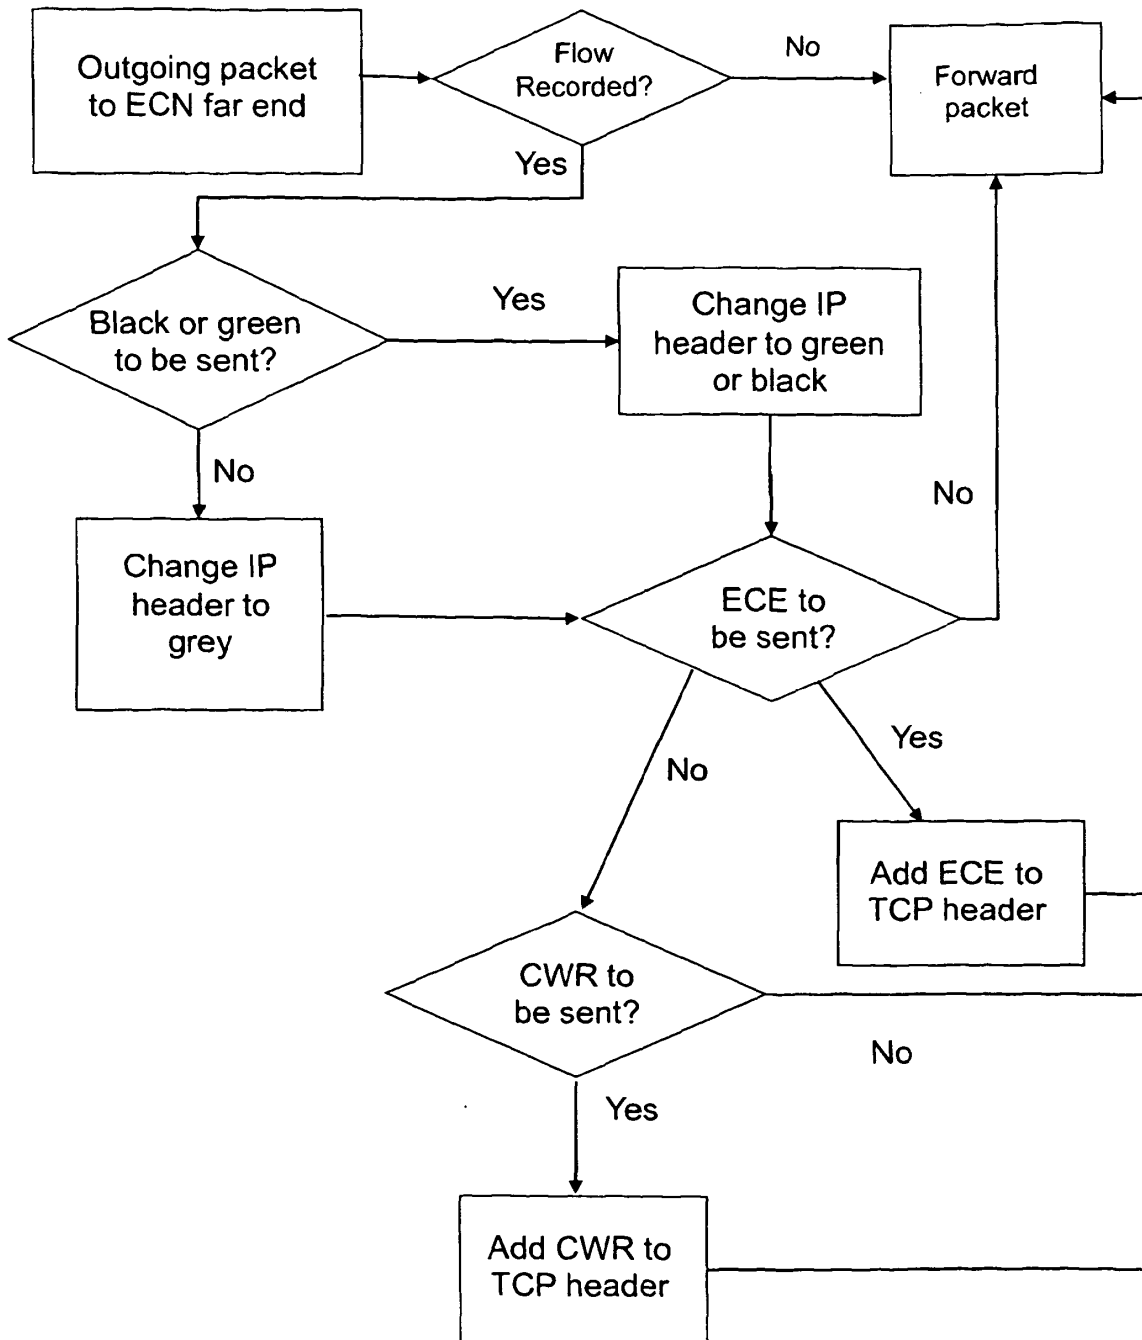 Outgoing packet
to ECN far end
Flow
Recorded?
No
Forward
packet
Yes
Black or green
to be sent?
Yes
Change IP
header to green
or black
No
No
Change IP
header to
grey
ECE to
be sent?
Yes
No
Add ECE to
TCP header
CWR to
be sent?
No
Yes
Add CWR to
TCP header